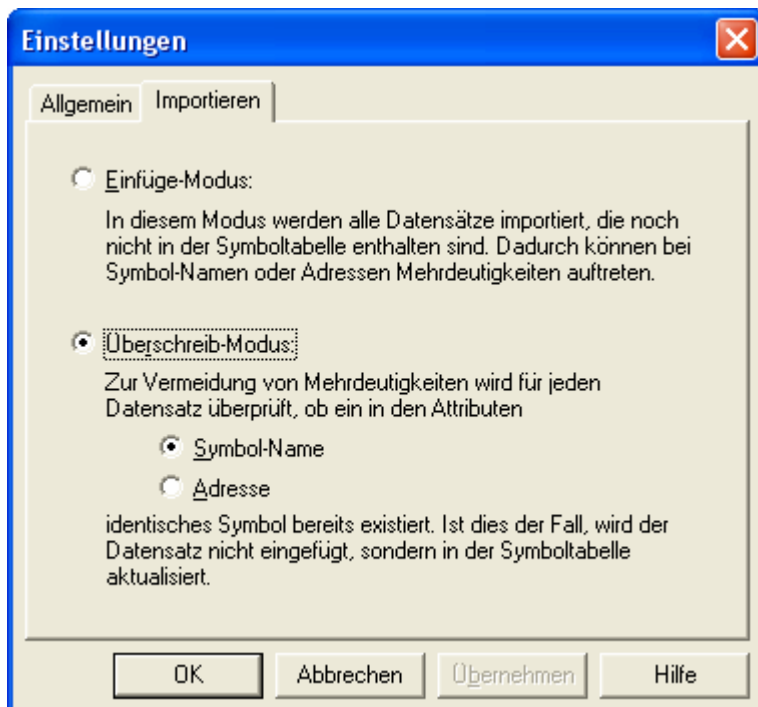 Einstellungen
Allgemein Importieren
Einfüge-Modus:
In diesem Modus werden alle Datensätze importiert, die noch
nicht in der Symboltabelle enthalten sind. Dadurch können bei
Symbol-Namen oder Adressen Mehrdeutigkeiten auftreten.
Überschreib-Modus:
Zur Vermeidung von Mehrdeutigkeiten wird für jeden
Datensatz überprüft, ob ein in den Attributen
Symbol-Name
Adresse
identisches Symbol bereits existiert. Ist dies der Fall, wird der
Datensatz nicht eingefügt, sondern in der Symboltabelle
aktualisiert.
OK Abbrechen Übernehmen Hilfe